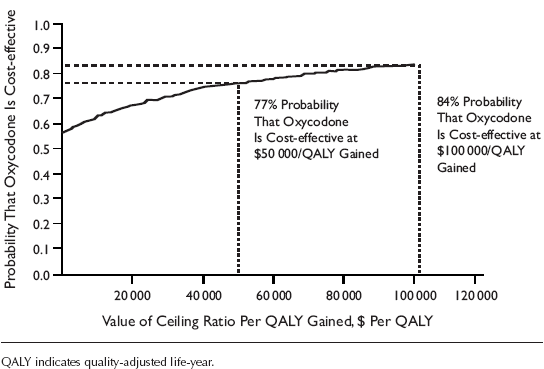 Probability That Oxycodone Is Cost-effective
1.0
0.9
0.8
0.7
0.6
0.5
0.4
0.3
0.2
0.1
0.0
77% Probability
That Oxycodone
Is Cost-effective at
$50 000/QALY Gained
84% Probability
That Oxycodone
Is Cost-effective at
$100 000/QALY
Gained
20 000 40 000 60 000 80 000 100 000 120 000
Value of Ceiling Ratio Per QALY Gained, $ Per QALY
QALY indicates quality-adjusted life-year.